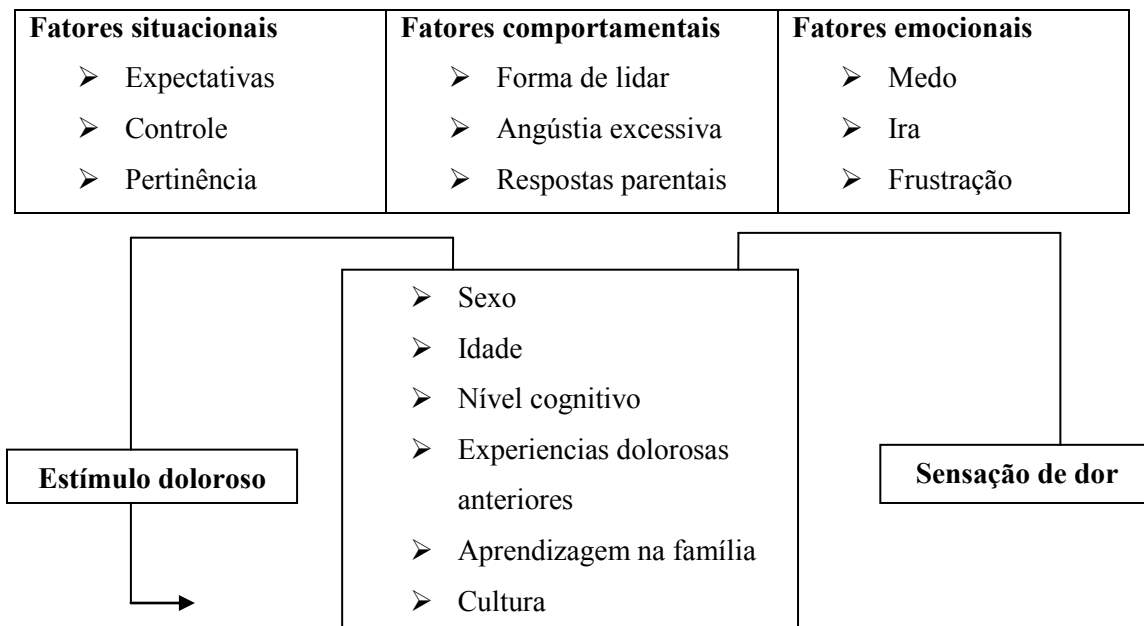 Fatores situacionais
➢ Expectativas
➢ Controle
➢ Pertinência
Fatores comportamentais
➢ Forma de lidar
➢ Angústia excessiva
➢ Respostas parentais
Fatores emocionais
➢ Medo
➢ Ira
➢ Frustração
Estímulo doloroso
➢ Sexo
➢ Idade
➢ Nível cognitivo
➢ Experiencias dolorosas
anteriores
➢ Aprendizagem na família
➢ Cultura
Sensação de dor